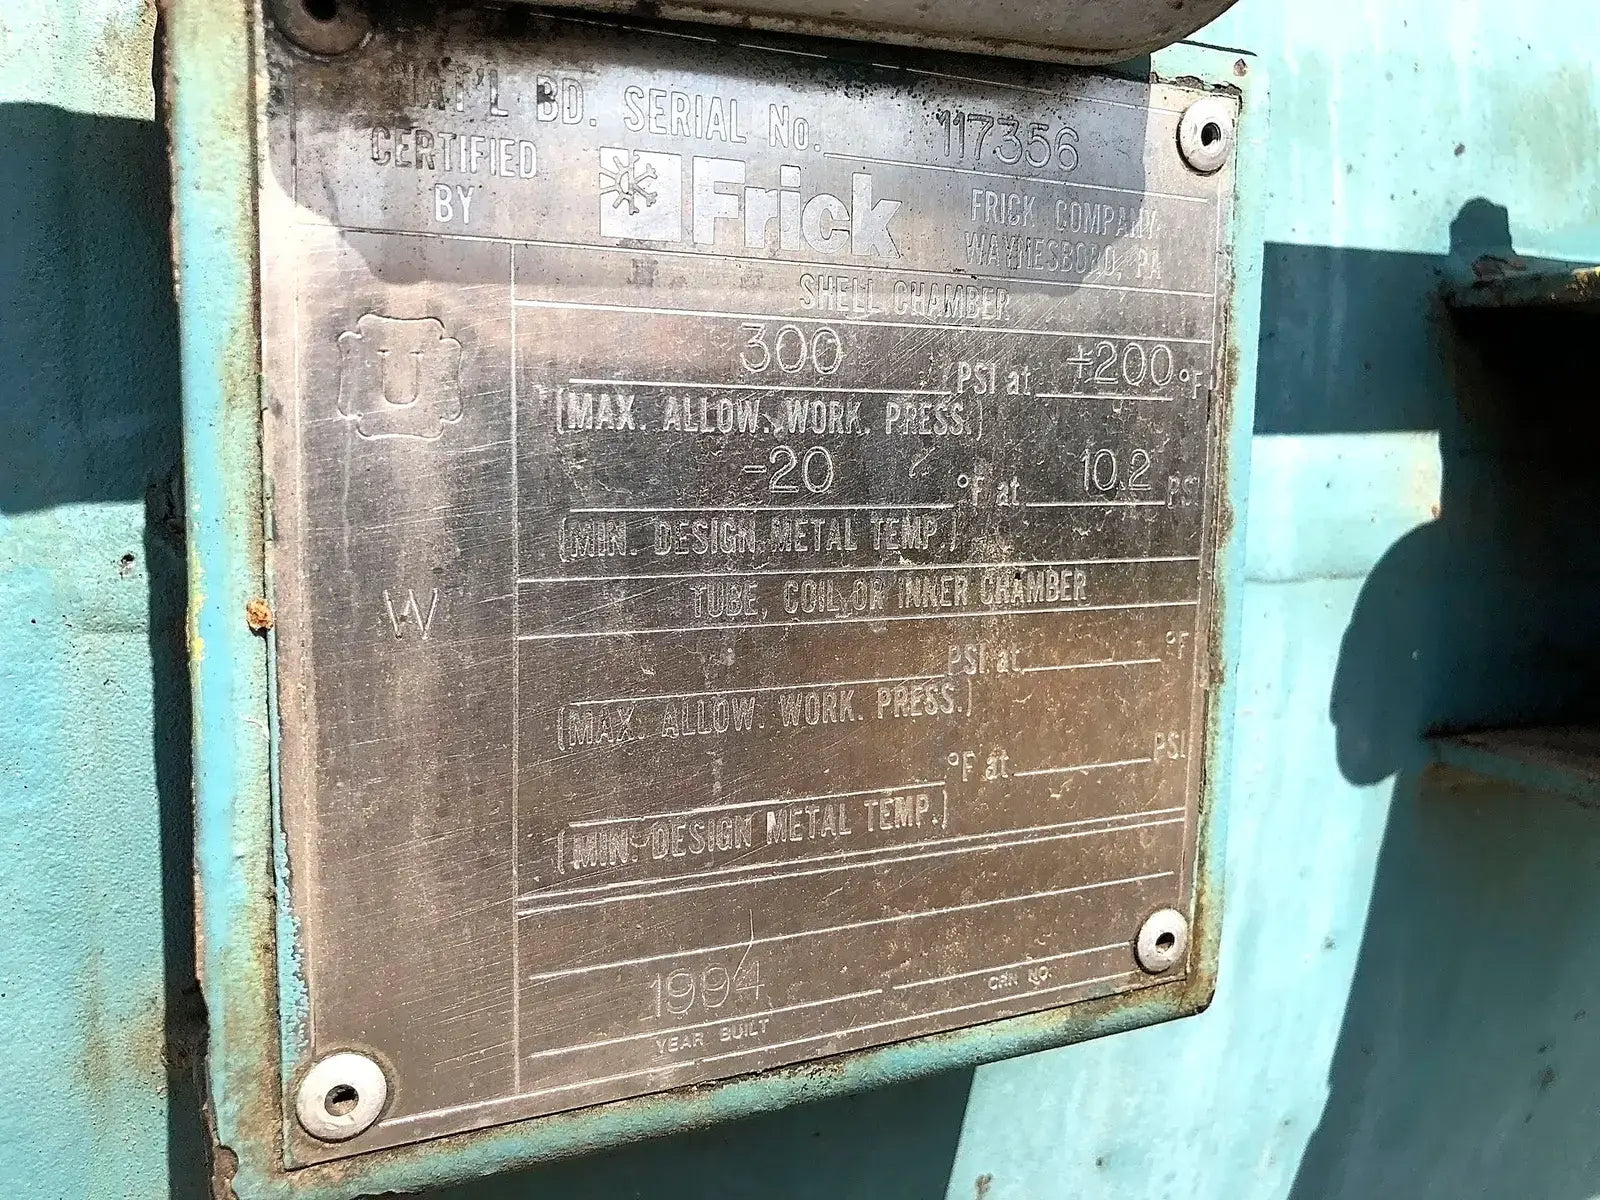 NAT'L BD. SERIAL No. 117356
CERTIFIED BY
Frick
FRICK COMPANY
WAYNESBORO, PA
SHELL CHAMBER
U
300 PSI at +200 °F
(MAX. ALLOW. WORK. PRESS.)
-20 °F at 10.2 PSI
(MIN. DESIGN METAL TEMP.)
W
TUBE, COIL OR INNER CHAMBER
PSI at °F
(MAX. ALLOW. WORK. PRESS.)
°F at PSI
(MIN. DESIGN METAL TEMP.)
1994
YEAR BUILT
CRN NO.